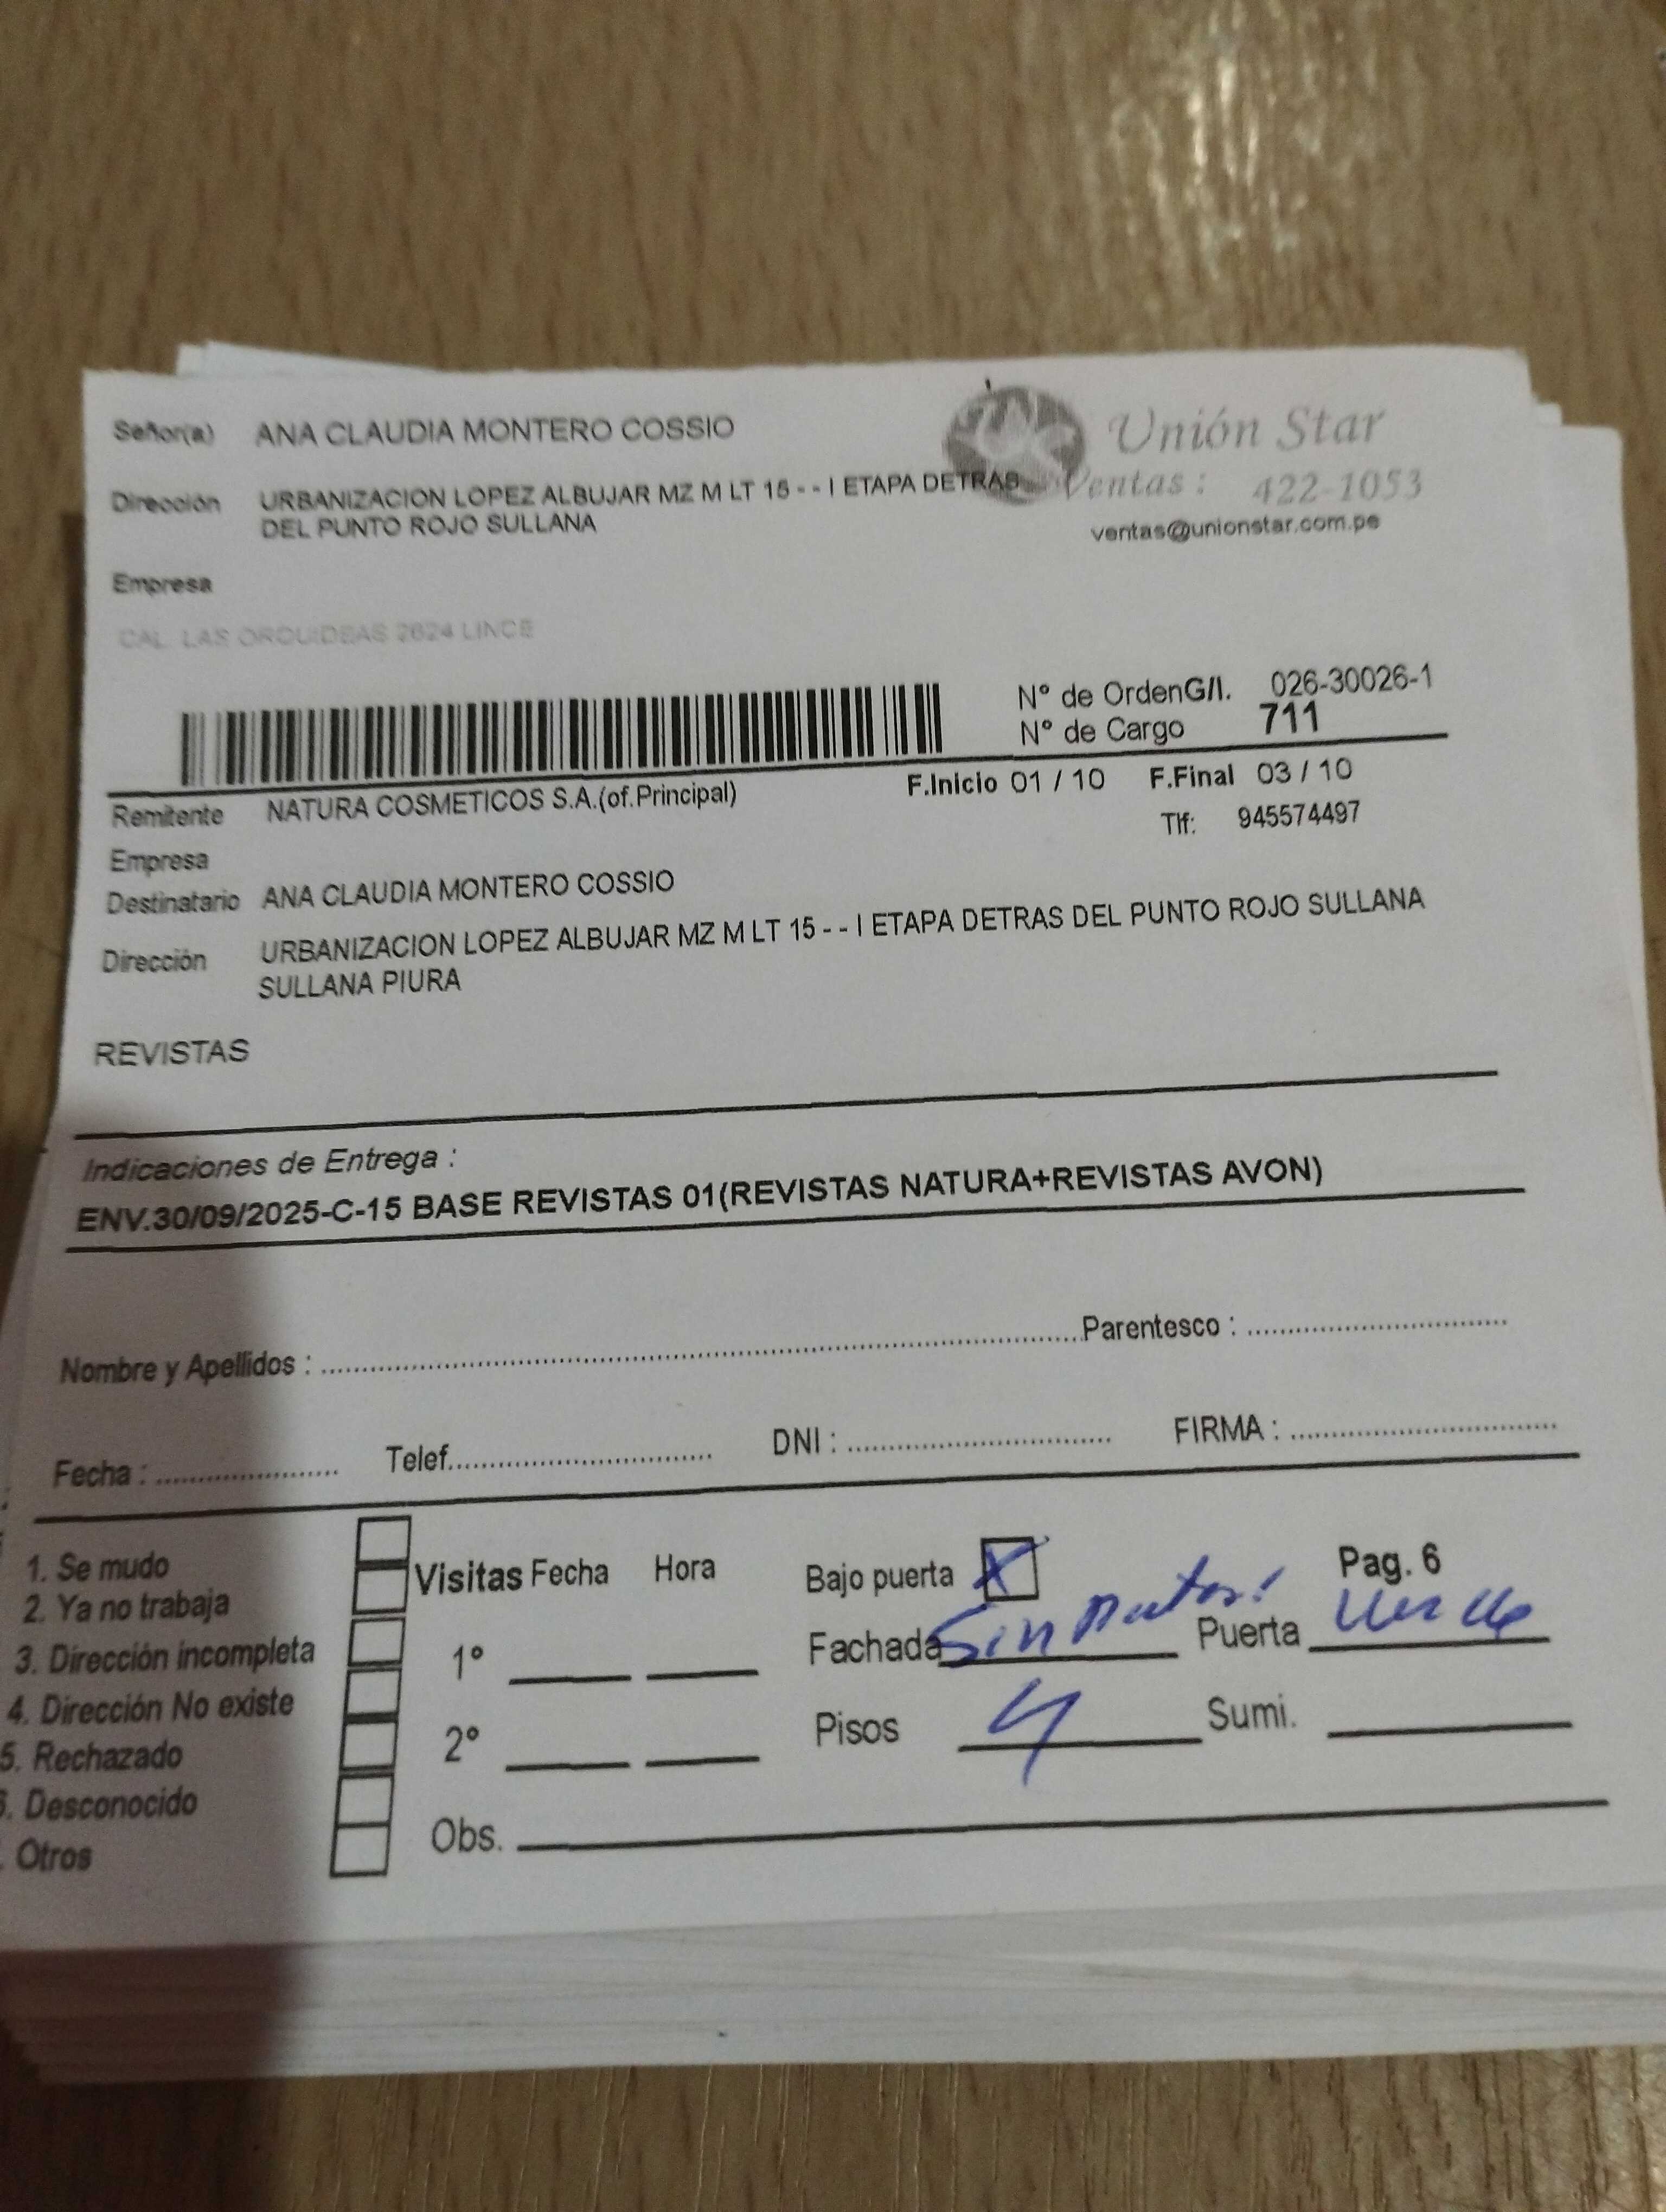 Señor(a) ANA CLAUDIA MONTERO COSSIO
Unión Star
Ventas : 422-1053
ventas@unionstar.com.pe
Dirección URBANIZACION LOPEZ ALBUJAR MZ M LT 15 - - I ETAPA DETRAS
DEL PUNTO ROJO SULLANA
Empresa
CAL. LAS ORQUIDEAS 2624 LINCE
N° de OrdenG/I. 026-30026-1
N° de Cargo 711
Remitente NATURA COSMETICOS S.A.(of.Principal) F.Inicio 01 / 10 F.Final 03 / 10
Tlf: 945574497
Empresa
Destinatario ANA CLAUDIA MONTERO COSSIO
Dirección URBANIZACION LOPEZ ALBUJAR MZ M LT 15 - - I ETAPA DETRAS DEL PUNTO ROJO SULLANA
SULLANA PIURA
REVISTAS
Indicaciones de Entrega :
ENV.30/09/2025-C-15 BASE REVISTAS 01(REVISTAS NATURA+REVISTAS AVON)
Nombre y Apellidos : Parentesco :
Fecha : Telef. DNI : FIRMA :
1. Se mudo
2. Ya no trabaja
3. Dirección incompleta
4. Dirección No existe
5. Rechazado
. Desconocido
. Otros
Visitas Fecha Hora
1°
2°
Obs.
Bajo puerta X Pag. 6
Fachada Sin Puerta
Pisos 4 Sumi.